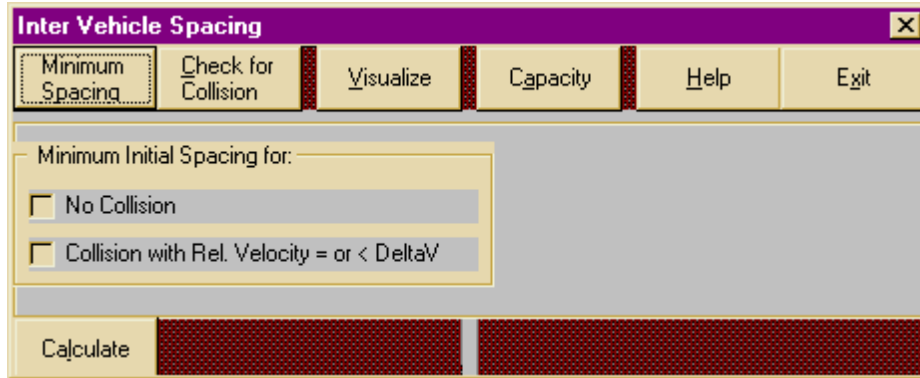 Inter Vehicle Spacing
Minimum Spacing
Check for Collision
Visualize
Capacity
Help
Exit
Minimum Initial Spacing for:
No Collision
Collision with Rel. Velocity = or < DeltaV
Calculate